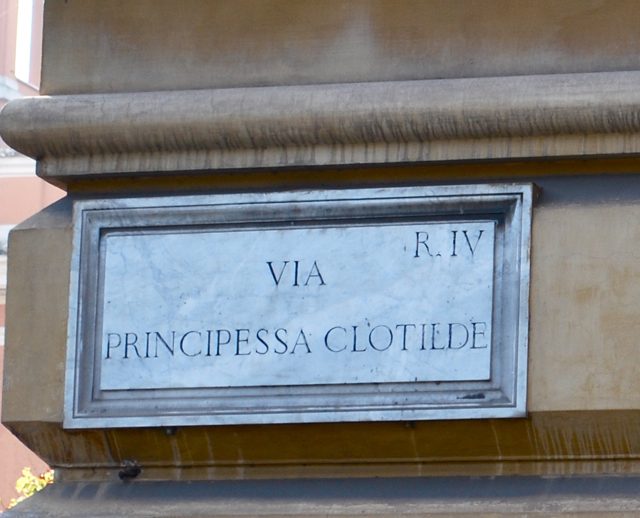 R. IV
VIA
PRINCIPESSA CLOTILDE